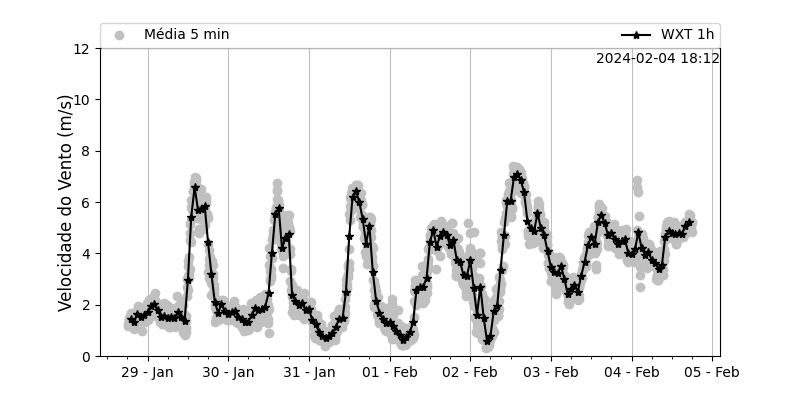 Média 5 min
WXT 1h
2024-02-04 18:12
Velocidade do Vento (m/s)
12
10
8
6
4
2
0
29 - Jan
30 - Jan
31 - Jan
01 - Feb
02 - Feb
03 - Feb
04 - Feb
05 - Feb